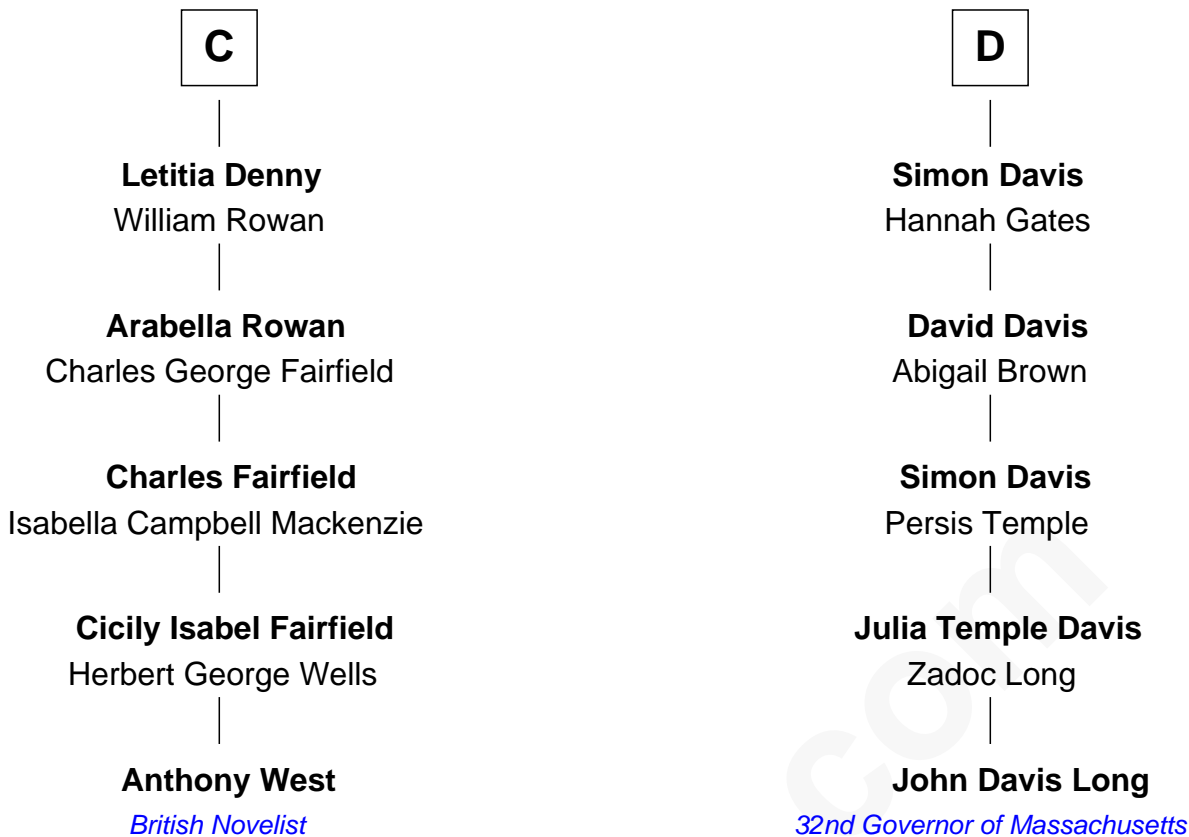 C
Letitia Denny
William Rowan
Arabella Rowan
Charles George Fairfield
Charles Fairfield
Isabella Campbell Mackenzie
Cicily Isabel Fairfield
Herbert George Wells
Anthony West
British Novelist
D
Simon Davis
Hannah Gates
David Davis
Abigail Brown
Simon Davis
Persis Temple
Julia Temple Davis
Zadoc Long
John Davis Long
32nd Governor of Massachusetts
com